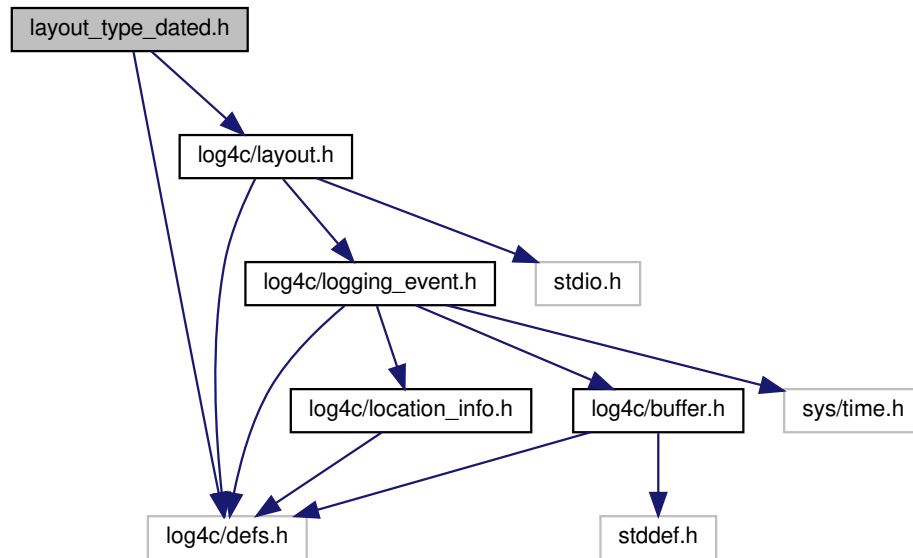 layout_type_dated.h
log4c/layout.h
log4c/logging_event.h
stdio.h
log4c/location_info.h
log4c/buffer.h
sys/time.h
log4c/defs.h
stddef.h